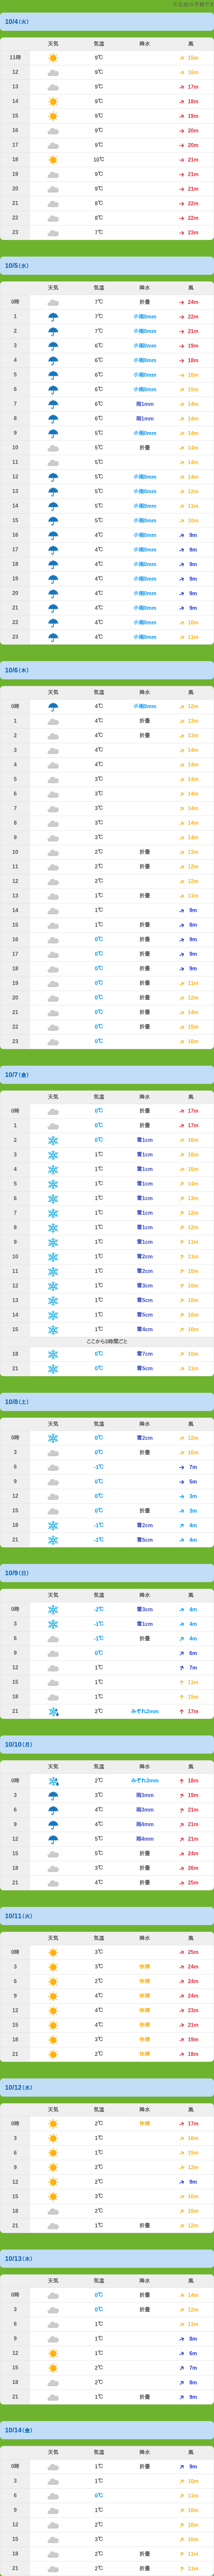 ※北岳の予報です
10/4(火)
天気 気温 降水 風
11時 9℃ 15m
12 9℃ 16m
13 9℃ 17m
14 9℃ 18m
15 9℃ 19m
16 9℃ 20m
17 9℃ 20m
18 10℃ 21m
19 9℃ 21m
20 9℃ 21m
21 8℃ 22m
22 8℃ 22m
23 7℃ 23m
10/5(水)
天気 気温 降水 風
0時 7℃ 折畳 24m
1 7℃ 小雨0mm 22m
2 7℃ 小雨0mm 21m
3 6℃ 小雨0mm 19m
4 6℃ 小雨0mm 18m
5 6℃ 小雨0mm 16m
6 6℃ 小雨0mm 15m
7 6℃ 雨1mm 14m
8 6℃ 雨1mm 14m
9 5℃ 小雨0mm 14m
10 5℃ 折畳 14m
11 5℃ 14m
12 5℃ 小雨0mm 14m
13 5℃ 小雨0mm 12m
14 5℃ 小雨0mm 11m
15 5℃ 小雨0mm 10m
16 4℃ 小雨0mm 9m
17 4℃ 小雨0mm 9m
18 4℃ 小雨0mm 9m
19 4℃ 小雨0mm 9m
20 4℃ 小雨0mm 9m
21 4℃ 小雨0mm 9m
22 4℃ 小雨0mm 10m
23 4℃ 小雨0mm 11m
10/6(木)
天気 気温 降水 風
0時 4℃ 小雨0mm 12m
1 4℃ 折畳 13m
2 4℃ 折畳 13m
3 4℃ 14m
4 4℃ 14m
5 3℃ 14m
6 3℃ 14m
7 3℃ 14m
8 3℃ 14m
9 3℃ 14m
10 2℃ 折畳 13m
11 2℃ 折畳 12m
12 2℃ 12m
13 1℃ 折畳 11m
14 1℃ 9m
15 1℃ 折畳 8m
16 0℃ 折畳 9m
17 0℃ 折畳 9m
18 0℃ 折畳 9m
19 0℃ 折畳 11m
20 0℃ 折畳 12m
21 0℃ 折畳 14m
22 0℃ 折畳 15m
23 0℃ 16m
10/7(金)
天気 気温 降水 風
0時 0℃ 折畳 17m
1 0℃ 折畳 17m
2 0℃ 雪1cm 16m
3 1℃ 雪1cm 16m
4 1℃ 雪1cm 15m
5 1℃ 雪1cm 14m
6 1℃ 雪1cm 13m
7 1℃ 雪1cm 12m
8 1℃ 雪1cm 12m
9 1℃ 雪1cm 11m
10 1℃ 雪2cm 11m
11 1℃ 雪2cm 10m
12 1℃ 雪3cm 10m
13 1℃ 雪5cm 10m
14 1℃ 雪5cm 10m
15 1℃ 雪4cm 10m
ここから3時間ごと
18 0℃ 雪7cm 10m
21 0℃ 雪5cm 11m
10/8(土)
天気 気温 降水 風
0時 0℃ 雪2cm 12m
3 0℃ 折畳 10m
6 -1℃ 7m
9 0℃ 5m
12 0℃ 3m
15 0℃ 折畳 3m
18 -1℃ 雪2cm 4m
21 -1℃ 雪5cm 4m
10/9(日)
天気 気温 降水 風
0時 -2℃ 雪3cm 4m
3 -1℃ 雪1cm 4m
6 -1℃ 折畳 4m
9 0℃ 6m
12 1℃ 7m
15 1℃ 11m
18 1℃ 15m
21 2℃ みぞれ2mm 17m
10/10(月)
天気 気温 降水 風
0時 2℃ みぞれ3mm 18m
3 3℃ 雨3mm 19m
6 4℃ 雨3mm 21m
9 4℃ 雨4mm 21m
12 5℃ 雨4mm 21m
15 5℃ 折畳 24m
18 3℃ 折畳 26m
21 4℃ 折畳 25m
10/11(火)
天気 気温 降水 風
0時 3℃ 25m
3 3℃ 快晴 24m
6 2℃ 快晴 24m
9 4℃ 快晴 24m
12 4℃ 快晴 23m
15 4℃ 快晴 21m
18 3℃ 快晴 19m
21 2℃ 快晴 18m
10/12(水)
天気 気温 降水 風
0時 2℃ 快晴 17m
3 1℃ 16m
6 1℃ 15m
9 2℃ 12m
12 2℃ 9m
15 3℃ 10m
18 2℃ 10m
21 1℃ 折畳 12m
10/13(木)
天気 気温 降水 風
0時 0℃ 折畳 14m
3 0℃ 折畳 12m
6 1℃ 11m
9 1℃ 8m
12 1℃ 6m
15 2℃ 7m
18 2℃ 8m
21 1℃ 折畳 9m
10/14(金)
天気 気温 降水 風
0時 1℃ 折畳 9m
3 1℃ 10m
6 0℃ 11m
9 1℃ 10m
12 2℃ 10m
15 3℃ 10m
18 2℃ 折畳 11m
21 2℃ 折畳 11m